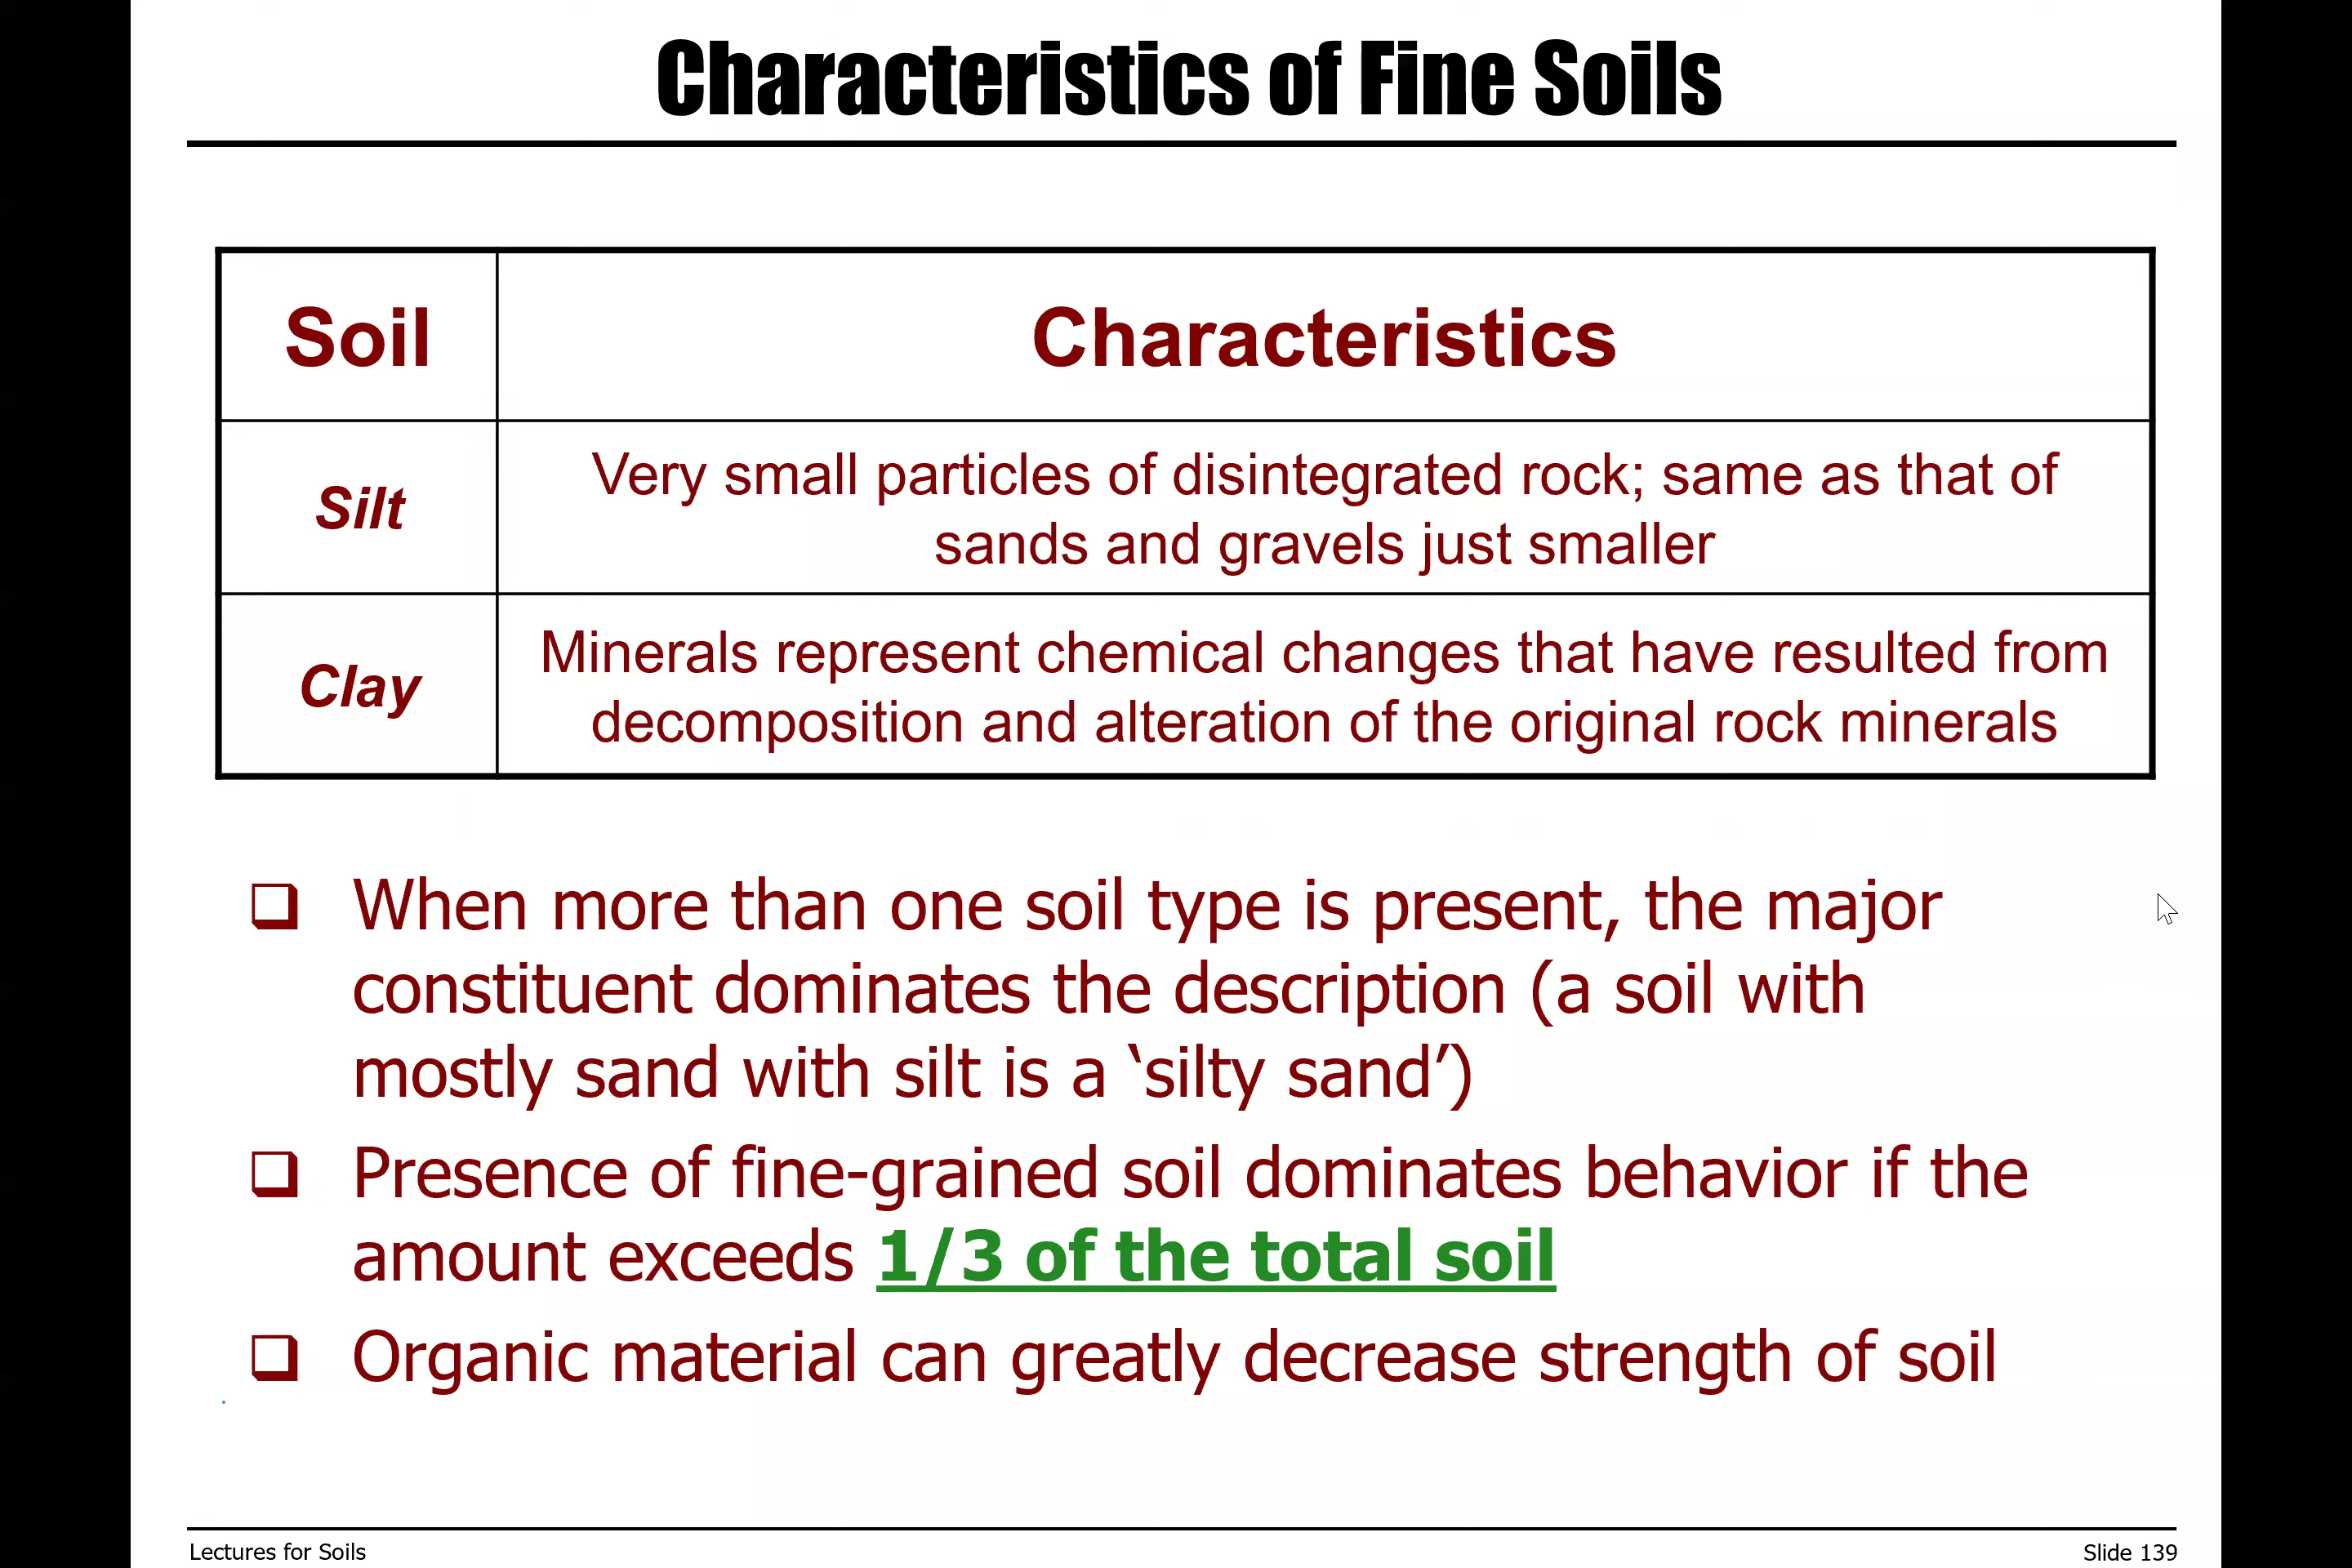 Characteristics of Fine Soils
Soil
Characteristics
Silt
Very small particles of disintegrated rock; same as that of
sands and gravels just smaller
Clay
Minerals represent chemical changes that have resulted from
decomposition and alteration of the original rock minerals
When more than one soil type is present, the major
constituent dominates the description (a soil with
mostly sand with silt is a ‘silty sand’)
Presence of fine-grained soil dominates behavior if the
amount exceeds 1/3 of the total soil
Organic material can greatly decrease strength of soil
Lectures for Soils
Slide 139